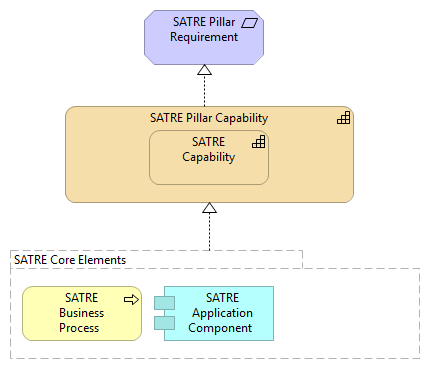 SATRE Pillar
Requirement
SATRE Pillar Capability
SATRE
Capability
SATRE Core Elements
SATRE
Business
Process
SATRE
Application
Component